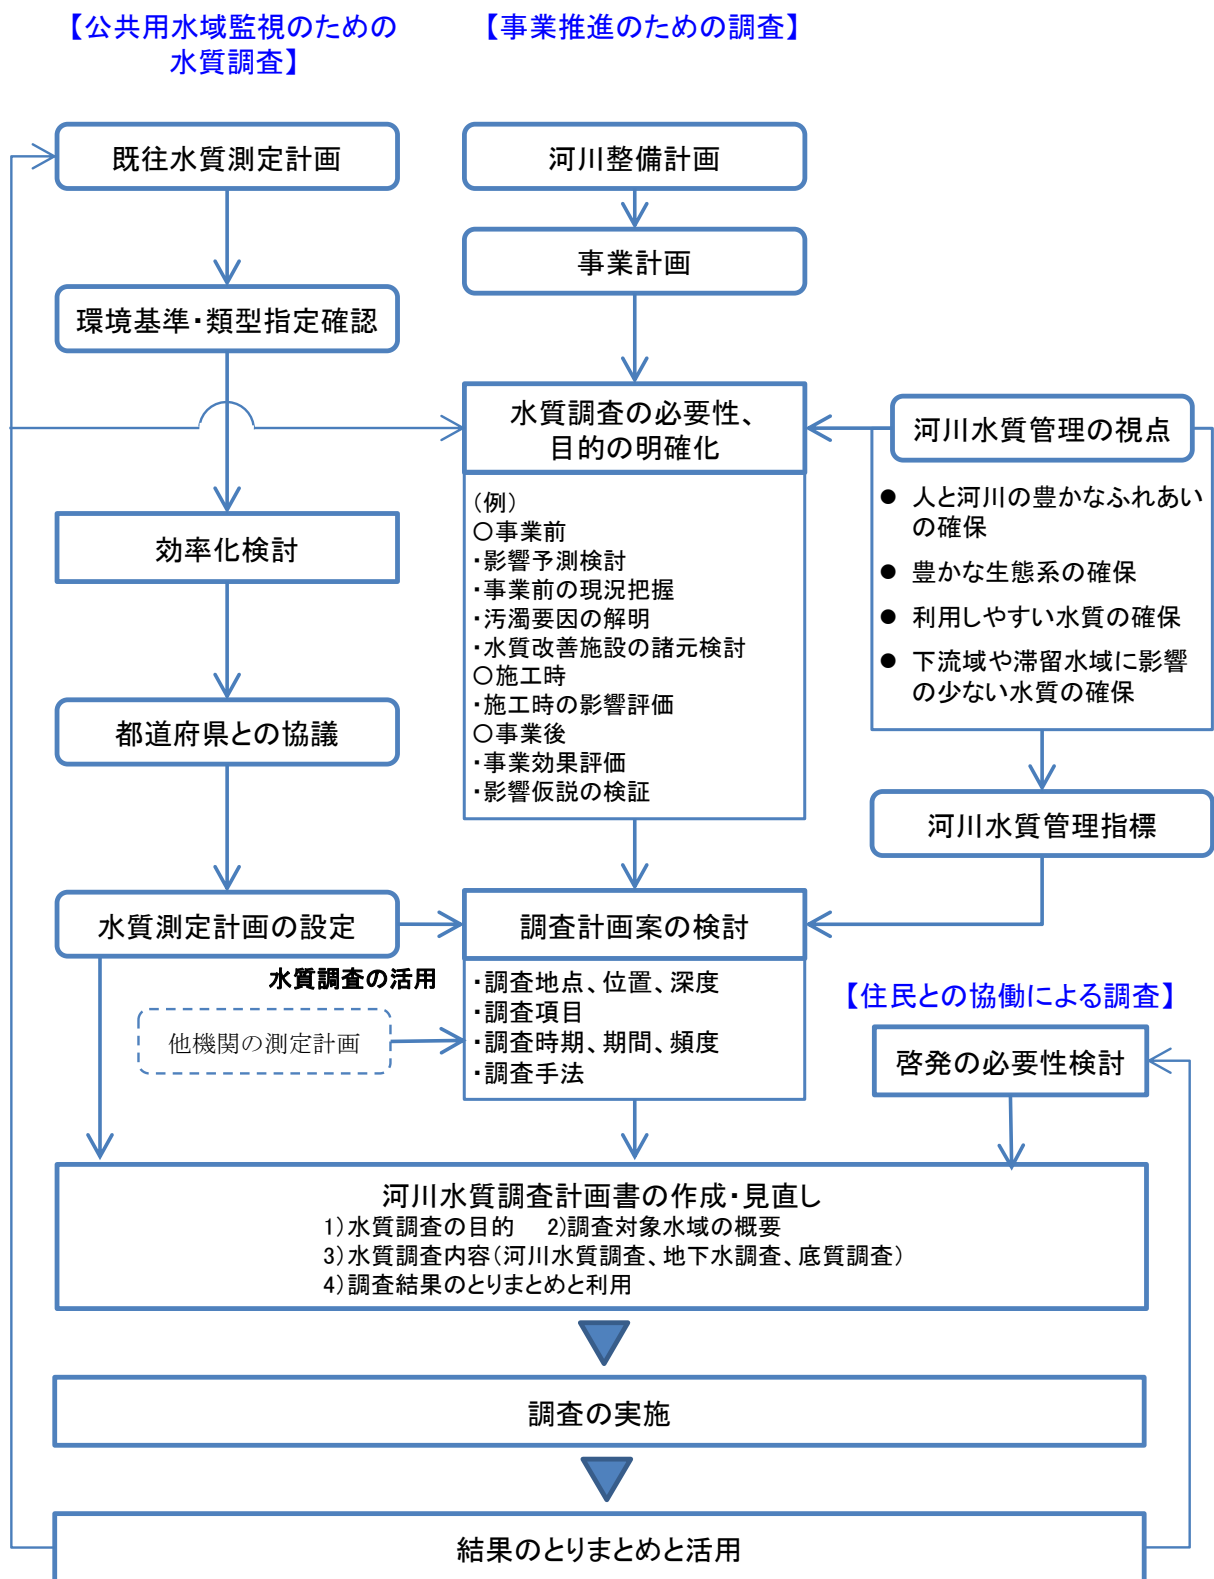 【公共用水域監視のための
水質調査】
【事業推進のための調査】
既往水質測定計画
河川整備計画
事業計画
環境基準・類型指定確認
水質調査の必要性、
目的の明確化
河川水質管理の視点
(例)
○事業前
・影響予測検討
・事業前の現況把握
・汚濁要因の解明
・水質改善施設の諸元検討
○施工時
・施工時の影響評価
○事業後
・事業効果評価
・影響仮説の検証
● 人と河川の豊かなふれあい
の確保
● 豊かな生態系の確保
● 利用しやすい水質の確保
● 下流域や滞留水域に影響
の少ない水質の確保
効率化検討
都道府県との協議
河川水質管理指標
水質測定計画の設定
調査計画案の検討
水質調査の活用
・調査地点、位置、深度
・調査項目
・調査時期、期間、頻度
・調査手法
他機関の測定計画
【住民との協働による調査】
啓発の必要性検討
河川水質調査計画書の作成・見直し
1)水質調査の目的 2)調査対象水域の概要
3)水質調査内容(河川水質調査、地下水調査、底質調査)
4)調査結果のとりまとめと利用
調査の実施
結果のとりまとめと活用